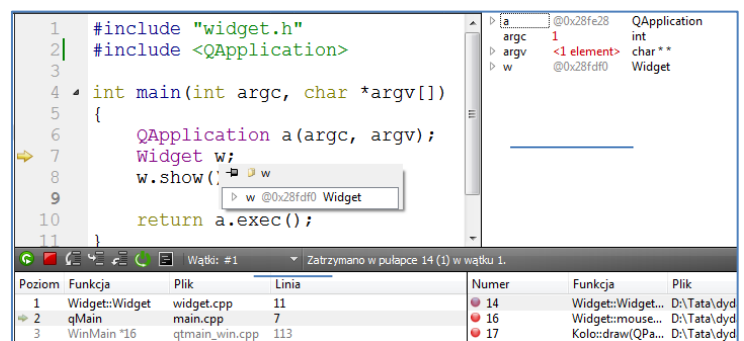 1 #include "widget.h"
2 #include <QApplication>
3
4 int main(int argc, char *argv[])
5 {
6 QApplication a(argc, argv);
7 Widget w;
8 w.show()
w
w @0x28fdf0 Widget
9
10 return a.exec();
11 }
a @0x28fe28 QApplication
argc 1 int
argv <1 element> char * *
w @0x28fdf0 Widget
Wątki: #1 Zatrzymano w pułapce 14 (1) w wątku 1.
Poziom Funkcja Plik Linia
1 Widget::Widget widget.cpp 11
2 qMain main.cpp 7
3 WinMain *16 qtmain_win.cpp 113
Numer Funkcja Plik
14 Widget::Widget... D:\Tata\dyd
16 Widget::mouse... D:\Tata\dyd
17 Kolo::draw(QPa... D:\Tata\dyd